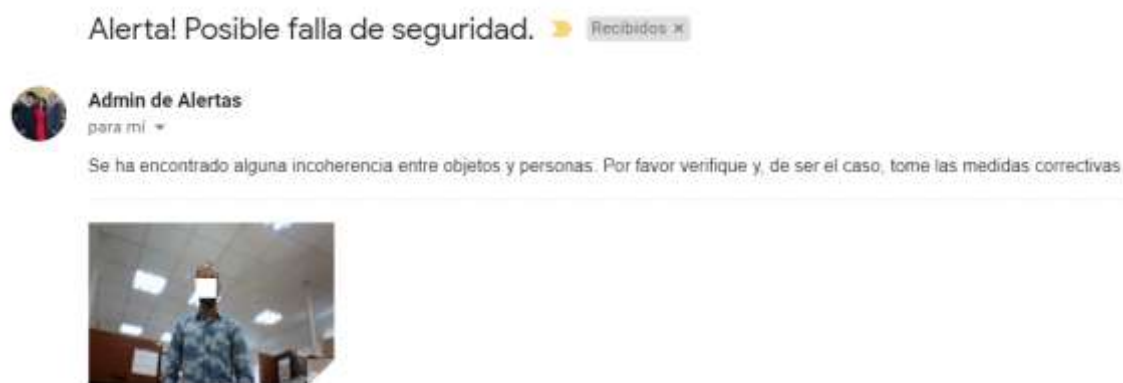 Alerta! Posible falla de seguridad. Recibidos ×
Admin de Alertas
para mí
Se ha encontrado alguna incoherencia entre objetos y personas. Por favor verifique y, de ser el caso, tome las medidas correctivas